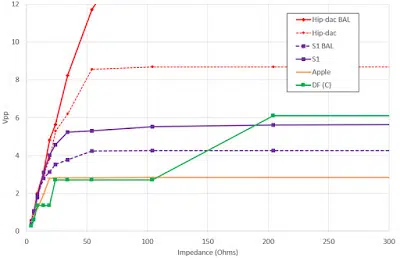 12
10
8
6
4
2
0
Vpp
0
50
100
150
200
250
300
Impedance (Ohms)
Hip-dac BAL
Hip-dac
S1 BAL
S1
Apple
DF (C)